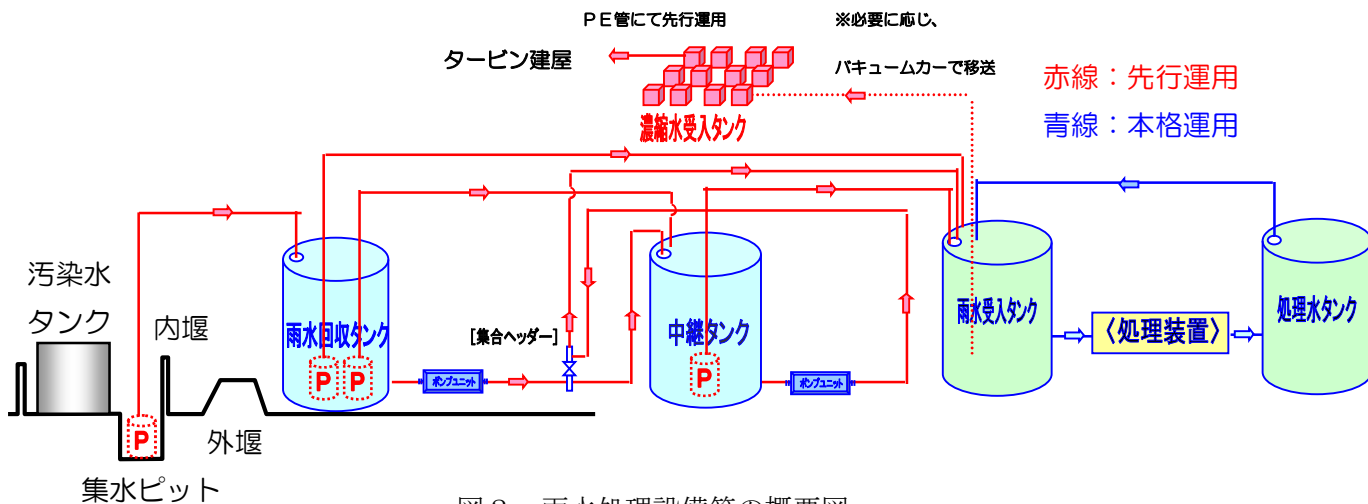 ＰＥ管にて先行運用
※必要に応じ、
バキュームカーで移送
タービン建屋
濃縮水受入タンク
赤線：先行運用
青線：本格運用
汚染水
タンク
内堰
外堰
集水ピット
P
雨水回収タンク
P
P
ポンプユニット
[集合ヘッダー]
中継タンク
P
ポンプユニット
雨水受入タンク
〈処理装置〉
処理水タンク